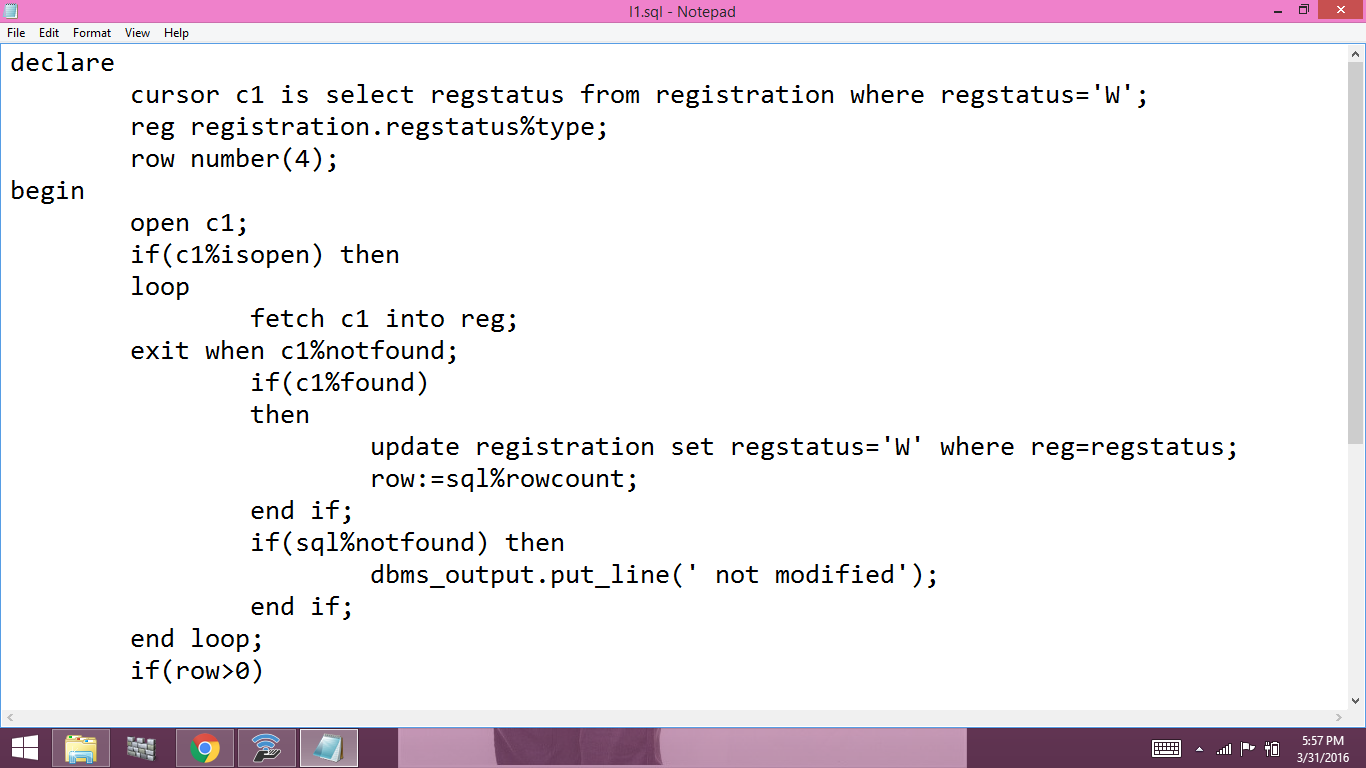 l1.sql - Notepad
File Edit Format View Help
declare
cursor c1 is select regstatus from registration where regstatus='W';
reg registration.regstatus%type;
row number(4);
begin
open c1;
if(c1%isopen) then
loop
fetch c1 into reg;
exit when c1%notfound;
if(c1%found)
then
update registration set regstatus='W' where reg=regstatus;
row:=sql%rowcount;
end if;
if(sql%notfound) then
dbms_output.put_line(' not modified');
end if;
end loop;
if(row>0)
5:57 PM
3/31/2016